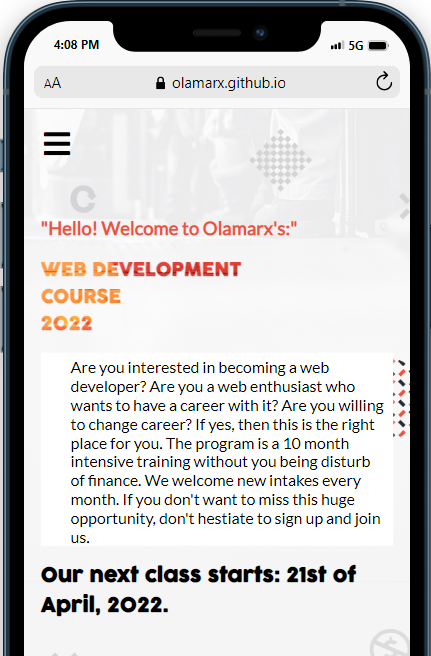 4:08 PM 5G
AA olamarx.github.io
C
"Hello! Welcome to Olamarx's:"
WEB DEVELOPMENT
COURSE
2022
Are you interested in becoming a web
developer? Are you a web enthusiast who
wants to have a career with it? Are you willing
to change career? If yes, then this is the right
place for you. The program is a 10 month
intensive training without you being disturb
of finance. We welcome new intakes every
month. If you don't want to miss this huge
opportunity, don't hestiate to sign up and join
us.
Our next class starts: 21st of
April, 2022.